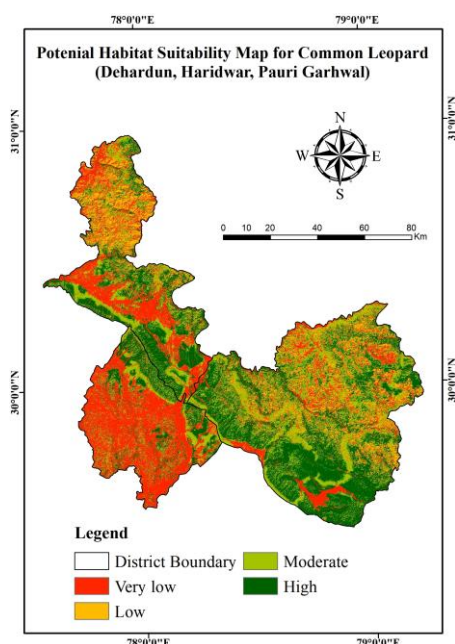 78°0'0"E 79°0'0"E
Potenial Habitat Suitability Map for Common Leopard
(Dehardun, Haridwar, Pauri Garhwal)
31°0'0"N 31°0'0"N
N
W E
S
0 10 20 30 40 50 60 80
Km
30°0'0"N 30°0'0"N
Legend
District Boundary Moderate
Very low High
Low
78°0'0"E 79°0'0"E